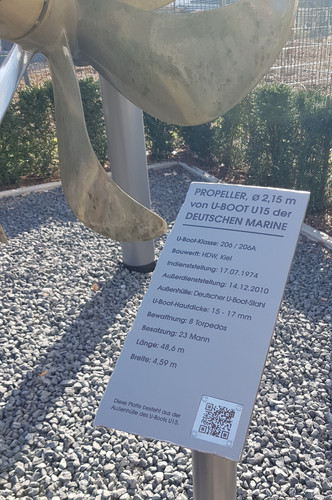 PROPELLER, ø 2,15 m
von U-BOOT U15 der
DEUTSCHEN MARINE
U-Boot-Klasse: 206 / 206A
Bauwerft: HDW, Kiel
Indienststellung: 17.07.1974
Außerdienststellung: 14.12.2010
Außenhülle: Deutscher U-Boot-Stahl
U-Boot-Hautdicke: 15 - 17 mm
Bewaffnung: 8 Torpedos
Besatzung: 23 Mann
Länge: 48,6 m
Breite: 4,59 m
Diese Platte besteht aus der
Außenhülle des U-Boots U15.